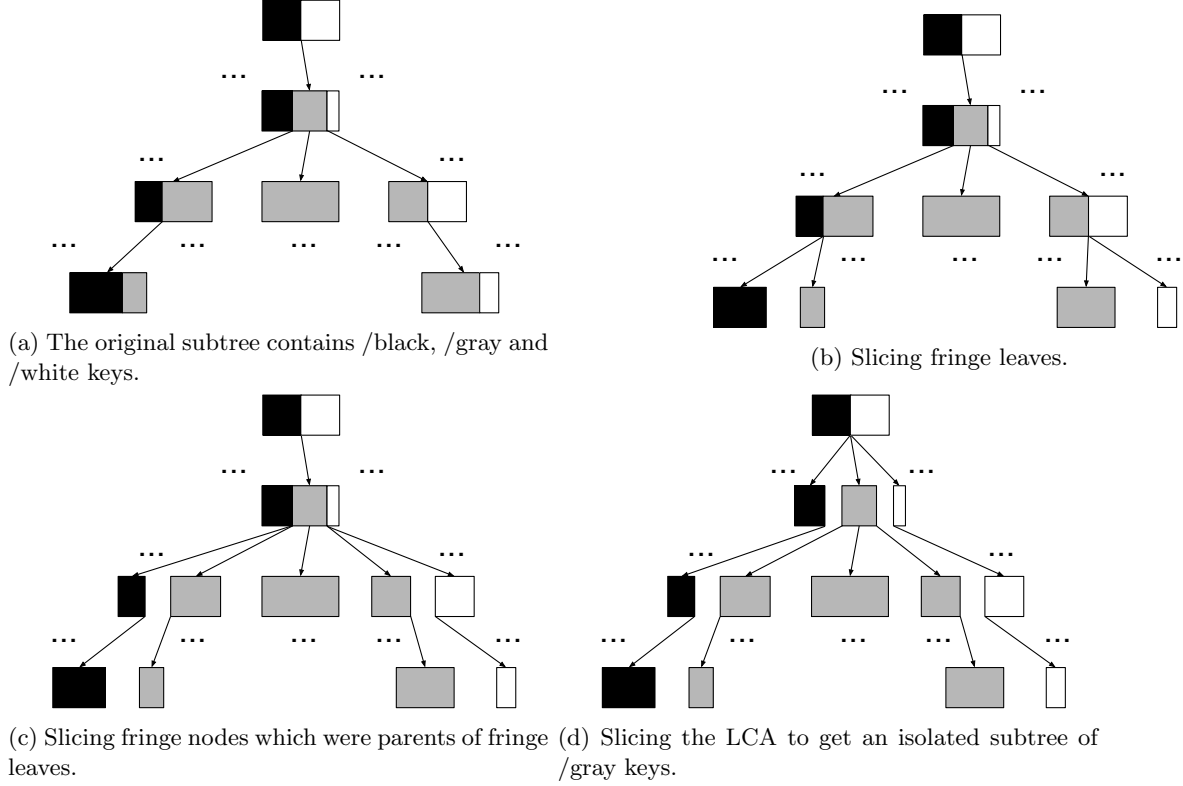 (a) The original subtree contains /black, /gray and
/white keys.
(b) Slicing fringe leaves.
(c) Slicing fringe nodes which were parents of fringe
leaves.
(d) Slicing the LCA to get an isolated subtree of
/gray keys.